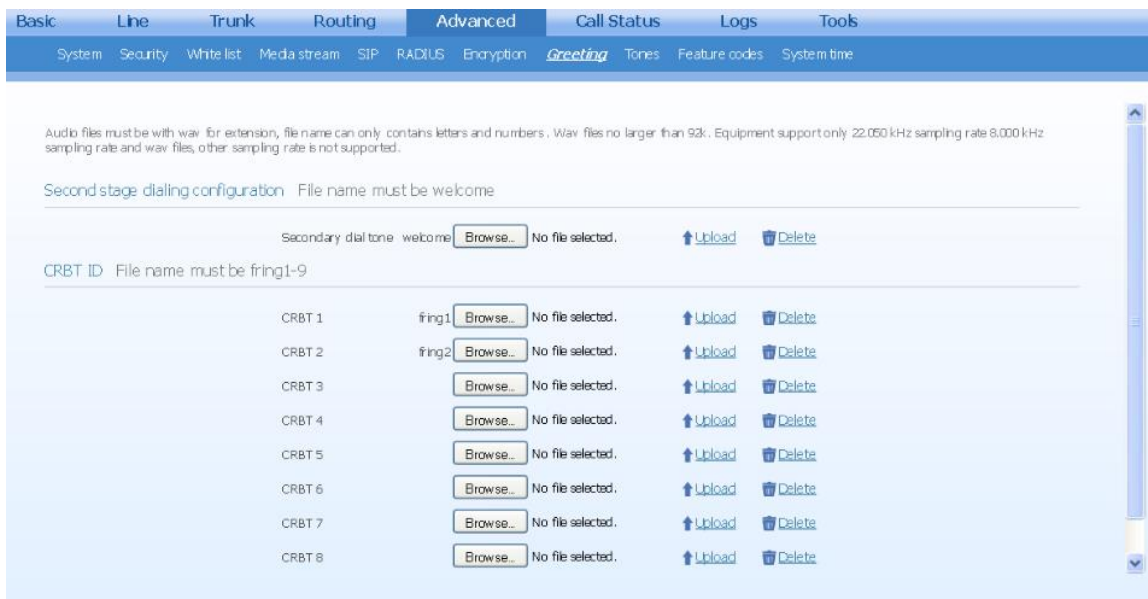 Basic Line Trunk Routing Advanced Call Status Logs Tools
System Security White list Media stream SIP RADIUS Encryption Greeting Tones Feature codes System time
Audio files must be with wav for extension, file name can only contains letters and numbers . Wav files no larger than 92k. Equipment support only 22.050 kHz sampling rate 8.000 kHz
sampling rate and wav files, other sampling rate is not supported.
Second stage dialing configuration File name must be welcome
Secondary dial tone welcome Browse... No file selected. Upload Delete
CRBT ID File name must be fring1-9
CRBT 1 fring1 Browse... No file selected. Upload Delete
CRBT 2 fring2 Browse... No file selected. Upload Delete
CRBT 3 Browse... No file selected. Upload Delete
CRBT 4 Browse... No file selected. Upload Delete
CRBT 5 Browse... No file selected. Upload Delete
CRBT 6 Browse... No file selected. Upload Delete
CRBT 7 Browse... No file selected. Upload Delete
CRBT 8 Browse... No file selected. Upload Delete